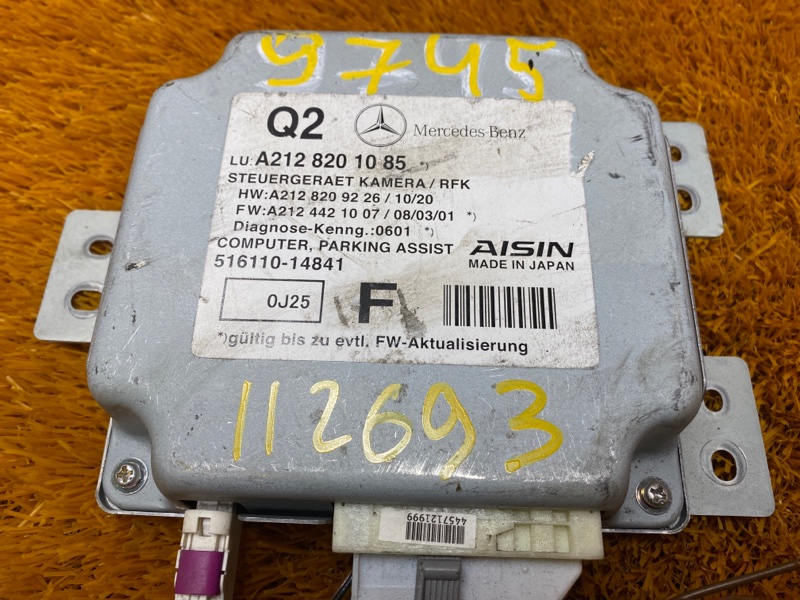 9745
Q2 Mercedes-Benz
LU: A212 820 10 85 *)
STEUERGERAET KAMERA / RFK
HW:A212 820 92 26 / 10/20
FW:A212 442 10 07 / 08/03/01 *)
Diagnose-Kenng.:0601 *)
COMPUTER, PARKING ASSIST AISIN
516110-14841 MADE IN JAPAN
0J25 F
*)gültig bis zu evtl. FW-Aktualisierung
112693
4457121999